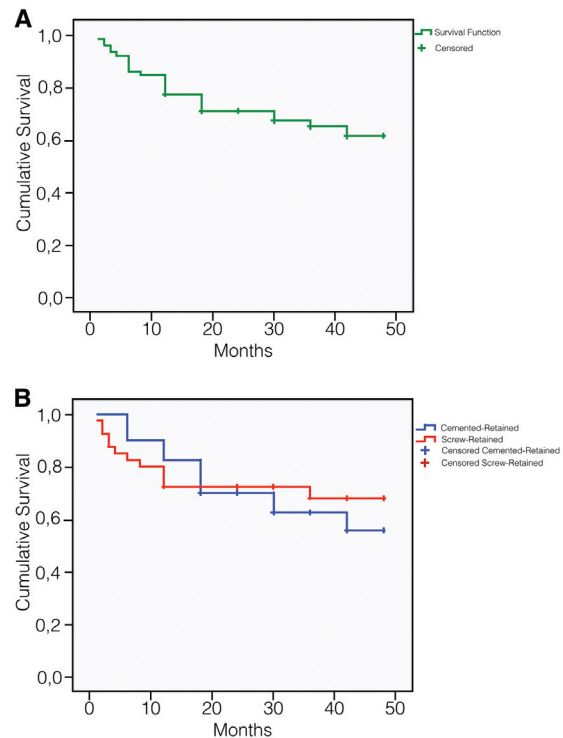 A
Survival Function
Censored
Cumulative Survival
1,0
0,8
0,6
0,4
0,2
0,0
0 10 20 30 40 50
Months
B
Cemented-Retained
Screw-Retained
Censored Cemented-Retained
Censored Screw-Retained
Cumulative Survival
1,0
0,8
0,6
0,4
0,2
0,0
0 10 20 30 40 50
Months